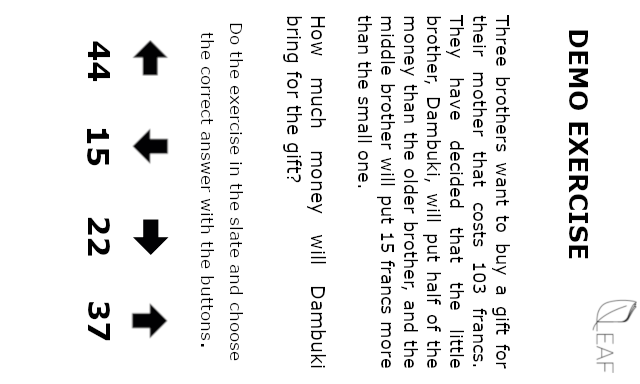 LEAF
DEMO EXERCISE
Three brothers want to buy a gift for
their mother that costs 103 francs.
They have decided that the little
brother, Dambuki, will put half of the
money than the older brother, and the
middle brother will put 15 francs more
than the small one.
How much money will Dambuki
bring for the gift?
Do the exercise in the slate and choose
the correct answer with the buttons.
44 15 22 37